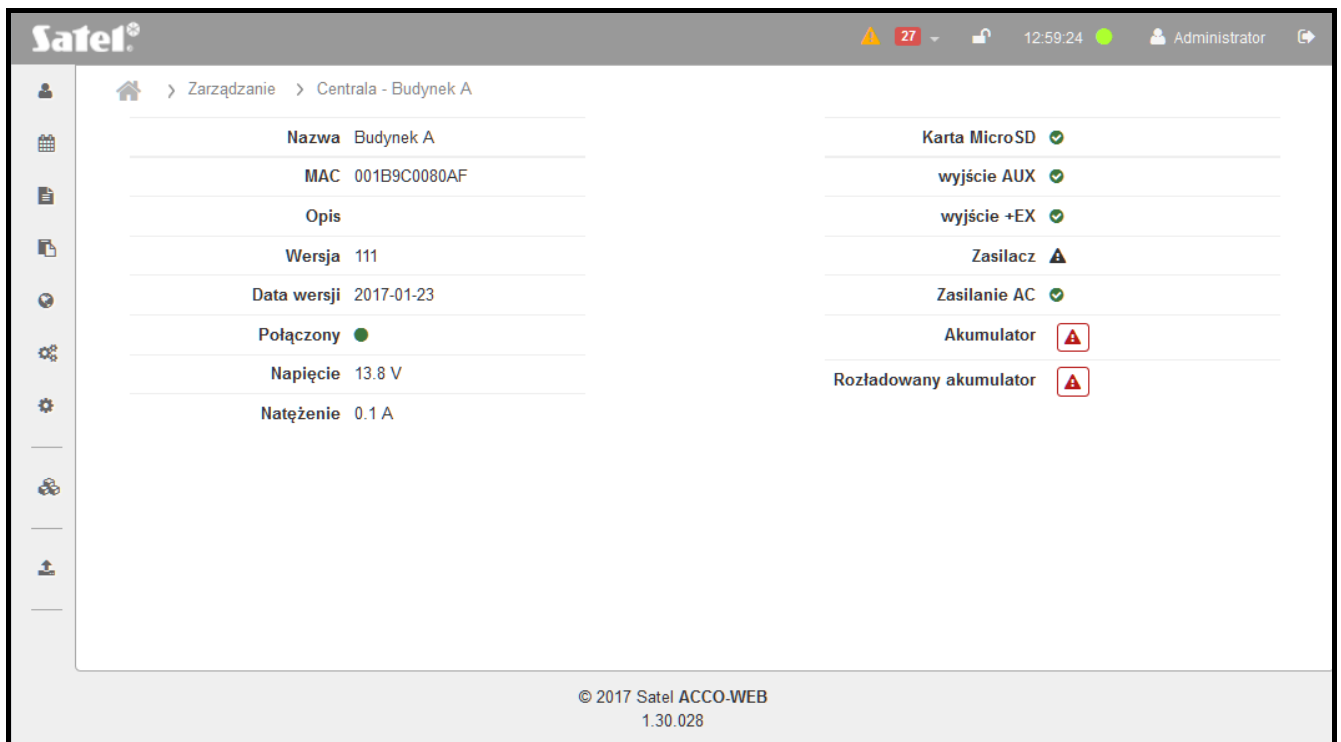 Satel®
27
12:59:24
Administrator
Zarządzanie > Centrala - Budynek A
Nazwa Budynek A
MAC 001B9C0080AF
Opis
Wersja 111
Data wersji 2017-01-23
Połączony
Napięcie 13.8 V
Natężenie 0.1 A
Karta MicroSD
wyjście AUX
wyjście +EX
Zasilacz
Zasilanie AC
Akumulator
Rozładowany akumulator
© 2017 Satel ACCO-WEB
1.30.028